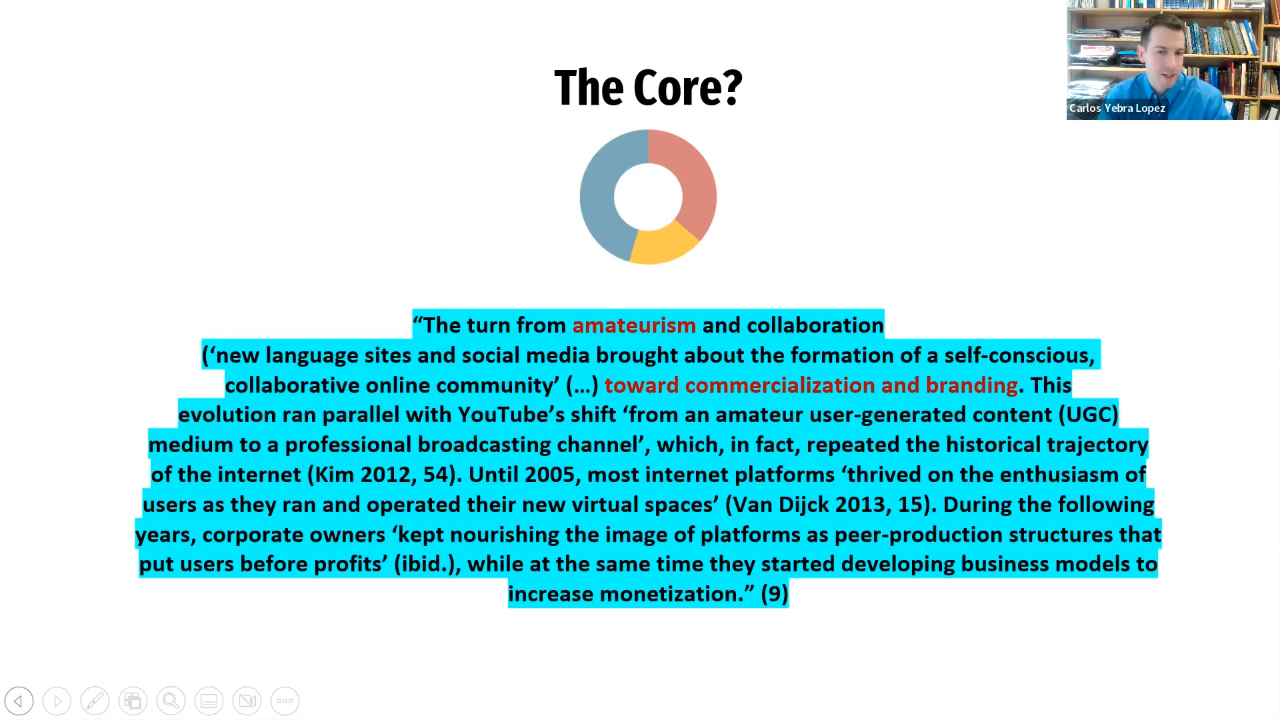 The Core?
Carlos Yebra Lopez
“The turn from amateurism and collaboration
(‘new language sites and social media brought about the formation of a self-conscious,
collaborative online community’ (…) toward commercialization and branding. This
evolution ran parallel with YouTube’s shift ‘from an amateur user-generated content (UGC)
medium to a professional broadcasting channel’, which, in fact, repeated the historical trajectory
of the internet (Kim 2012, 54). Until 2005, most internet platforms ‘thrived on the enthusiasm of
users as they ran and operated their new virtual spaces’ (Van Dijck 2013, 15). During the following
years, corporate owners ‘kept nourishing the image of platforms as peer-production structures that
put users before profits’ (ibid.), while at the same time they started developing business models to
increase monetization.” (9)